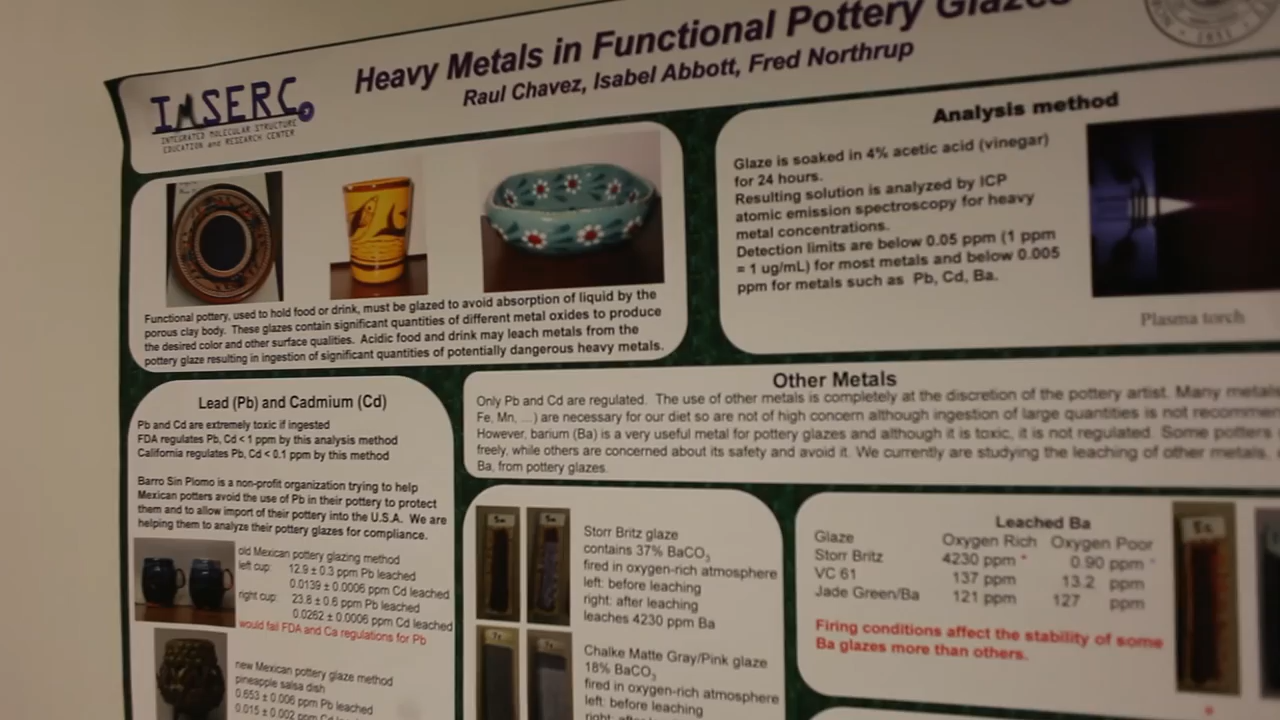 Heavy Metals in Functional Pottery Glazes
Raul Chavez, Isabel Abbott, Fred Northrup
IMSERC
INTEGRATED MOLECULAR STRUCTURE
EDUCATION and RESEARCH CENTER
1851
Functional pottery, used to hold food or drink, must be glazed to avoid absorption of liquid by the
porous clay body. These glazes contain significant quantities of different metal oxides to produce
the desired color and other surface qualities. Acidic food and drink may leach metals from the
pottery glaze resulting in ingestion of significant quantities of potentially dangerous heavy metals.
Analysis method
Glaze is soaked in 4% acetic acid (vinegar)
for 24 hours.
Resulting solution is analyzed by ICP
atomic emission spectroscopy for heavy
metal concentrations.
Detection limits are below 0.05 ppm (1 ppm
= 1 ug/mL) for most metals and below 0.005
ppm for metals such as Pb, Cd, Ba.
Plasma torch
Lead (Pb) and Cadmium (Cd)
Pb and Cd are extremely toxic if ingested
FDA regulates Pb, Cd < 1 ppm by this analysis method
California regulates Pb, Cd < 0.1 ppm by this method
Barro Sin Plomo is a non-profit organization trying to help
Mexican potters avoid the use of Pb in their pottery to protect
them and to allow import of their pottery into the U.S.A. We are
helping them to analyze their pottery glazes for compliance.
old Mexican pottery glazing method
left cup: 12.9 ± 0.3 ppm Pb leached
0.0139 ± 0.0006 ppm Cd leached
right cup: 23.8 ± 0.6 ppm Pb leached
0.0262 ± 0.0006 ppm Cd leached
would fail FDA and Ca regulations for Pb
new Mexican pottery glaze method
pineapple salsa dish
0.653 ± 0.006 ppm Pb leached
0.015 ± 0.002 ppm Cd
Other Metals
Only Pb and Cd are regulated. The use of other metals is completely at the discretion of the pottery artist. Many metals
Fe, Mn, ...) are necessary for our diet so are not of high concern although ingestion of large quantities is not recommen
However, barium (Ba) is a very useful metal for pottery glazes and although it is toxic, it is not regulated. Some potters
freely, while others are concerned about its safety and avoid it. We currently are studying the leaching of other metals,
Ba, from pottery glazes.
Storr Britz glaze
contains 37% BaCO₃
fired in oxygen-rich atmosphere
left: before leaching
right: after leaching
leaches 4230 ppm Ba
Chalke Matte Gray/Pink glaze
18% BaCO₃
fired in oxygen-rich atmosphere
left: before leaching
right:
Leached Ba
Glaze Oxygen Rich Oxygen Poor
Storr Britz 4230 ppm * 0.90 ppm *
VC 61 137 ppm 13.2 ppm
Jade Green/Ba 121 ppm 127 ppm
Firing conditions affect the stability of some
Ba glazes more than others.